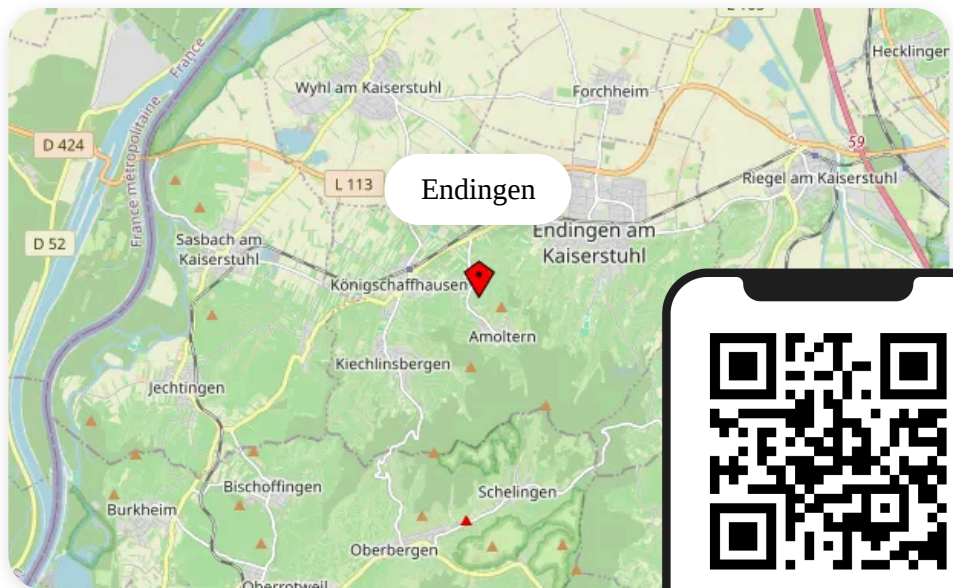 France
Hecklingen
Wyhl am Kaiserstuhl
Forchheim
D 424
France métropolitaine
59
L 113
Endingen
Riegel am Kaiserstuhl
D 52
Sasbach am
Kaiserstuhl
Endingen am
Kaiserstuhl
Königschaffhausen
Amoltern
Kiechlinsbergen
Jechtingen
Bischoffingen
Schelingen
Burkheim
Oberbergen
Oberrotweil